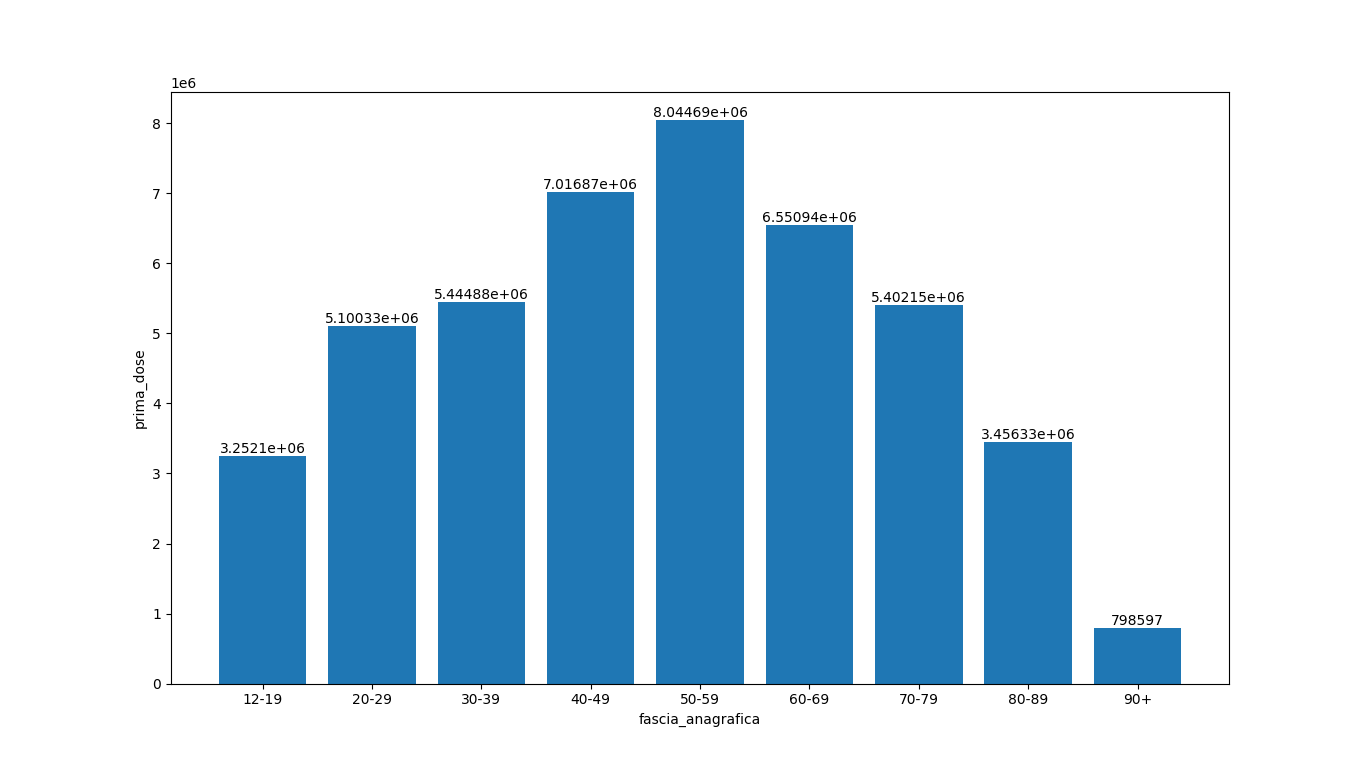 1e6
8.04469e+06
8
7.01687e+06
7
6.55094e+06
6
5.44488e+06
5.40215e+06
5.10033e+06
5
prima_dose
4
3.45633e+06
3.2521e+06
3
2
1
798597
0
12-19 20-29 30-39 40-49 50-59 60-69 70-79 80-89 90+
fascia_anagrafica